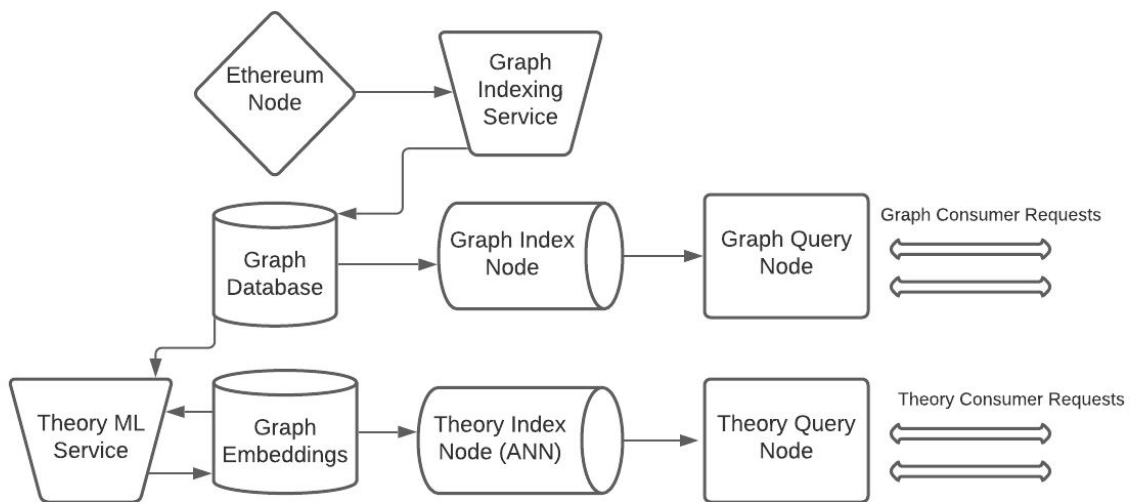 Ethereum
Node
Graph
Indexing
Service
Graph
Database
Graph Index
Node
Graph Query
Node
Graph Consumer Requests
Theory ML
Service
Graph
Embeddings
Theory Index
Node (ANN)
Theory Query
Node
Theory Consumer Requests